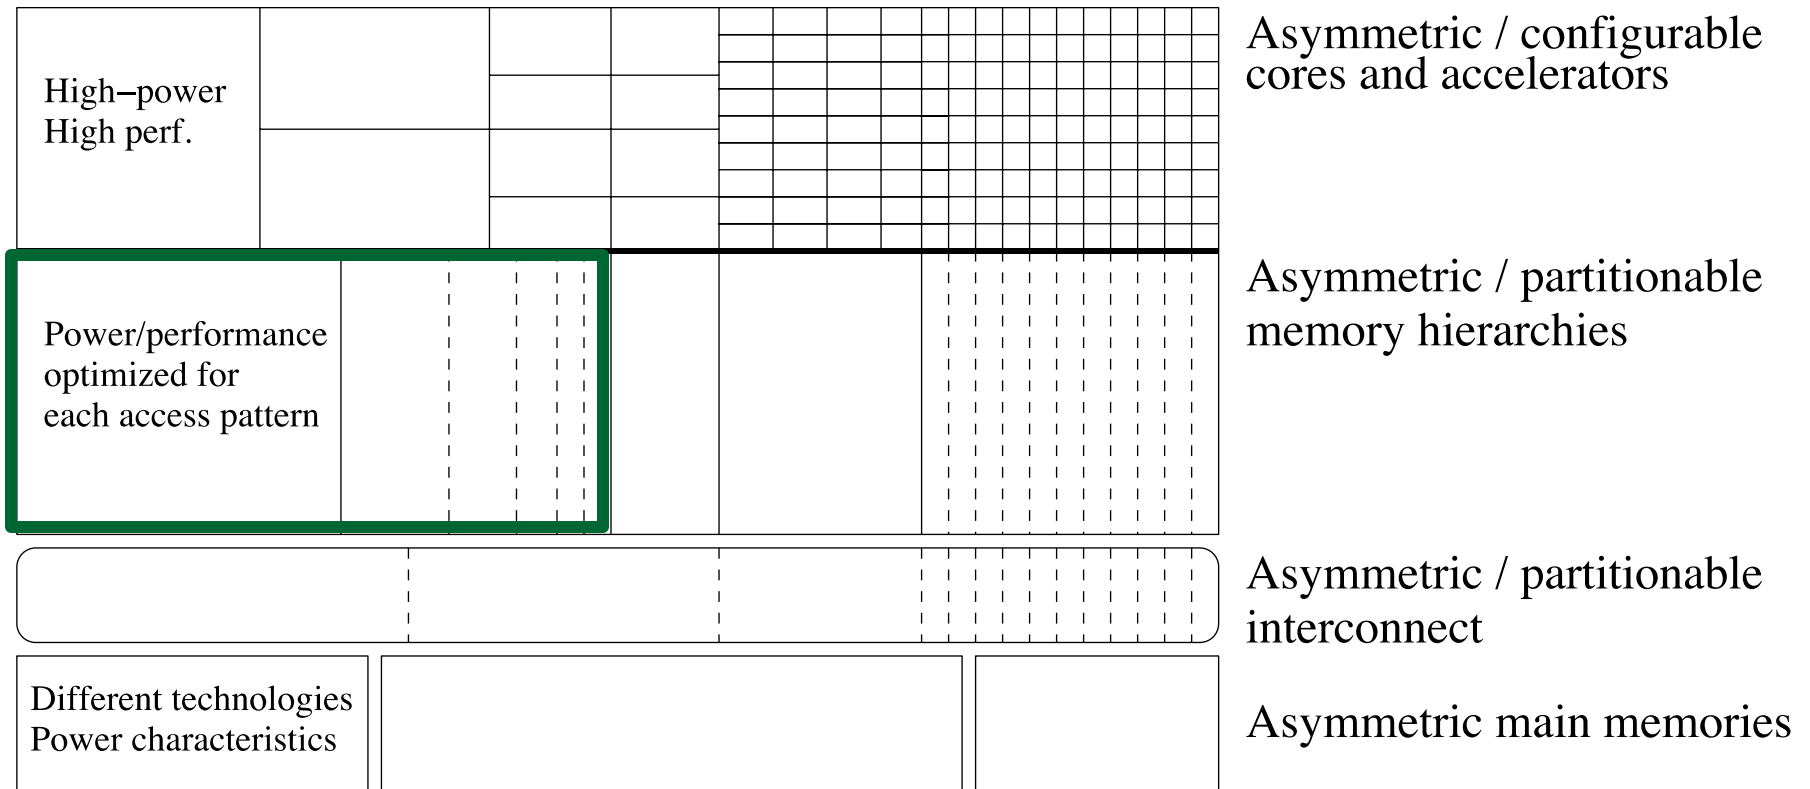 High–power
High perf.
Asymmetric / configurable
cores and accelerators
Power/performance
optimized for
each access pattern
Asymmetric / partitionable
memory hierarchies
Asymmetric / partitionable
interconnect
Different technologies
Power characteristics
Asymmetric main memories